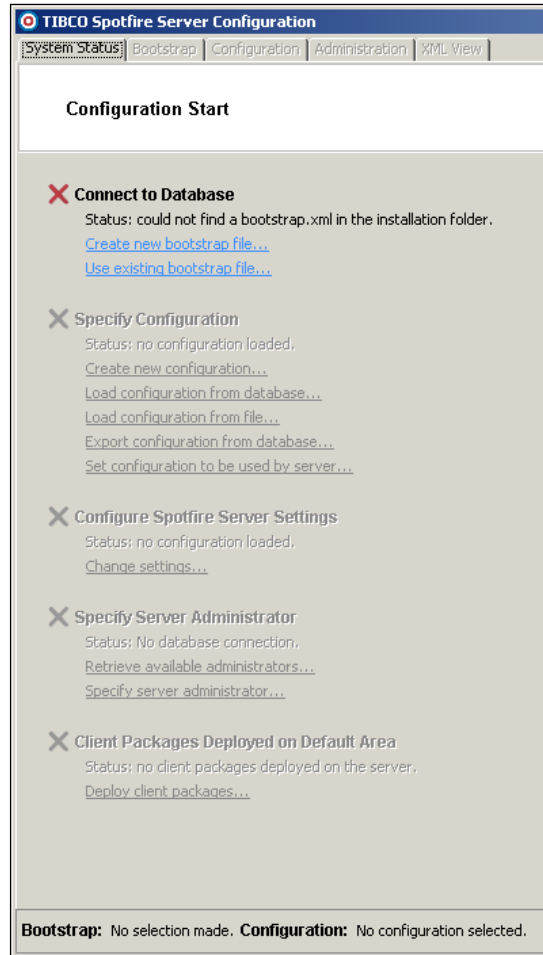 TIBCO Spotfire Server Configuration
System Status Bootstrap Configuration Administration XML View
Configuration Start
Connect to Database
Status: could not find a bootstrap.xml in the installation folder.
Create new bootstrap file...
Use existing bootstrap file...
Specify Configuration
Status: no configuration loaded.
Create new configuration...
Load configuration from database...
Load configuration from file...
Export configuration from database...
Set configuration to be used by server...
Configure Spotfire Server Settings
Status: no configuration loaded.
Change settings...
Specify Server Administrator
Status: No database connection.
Retrieve available administrators...
Specify server administrator...
Client Packages Deployed on Default Area
Status: no client packages deployed on the server.
Deploy client packages...
Bootstrap: No selection made. Configuration: No configuration selected.